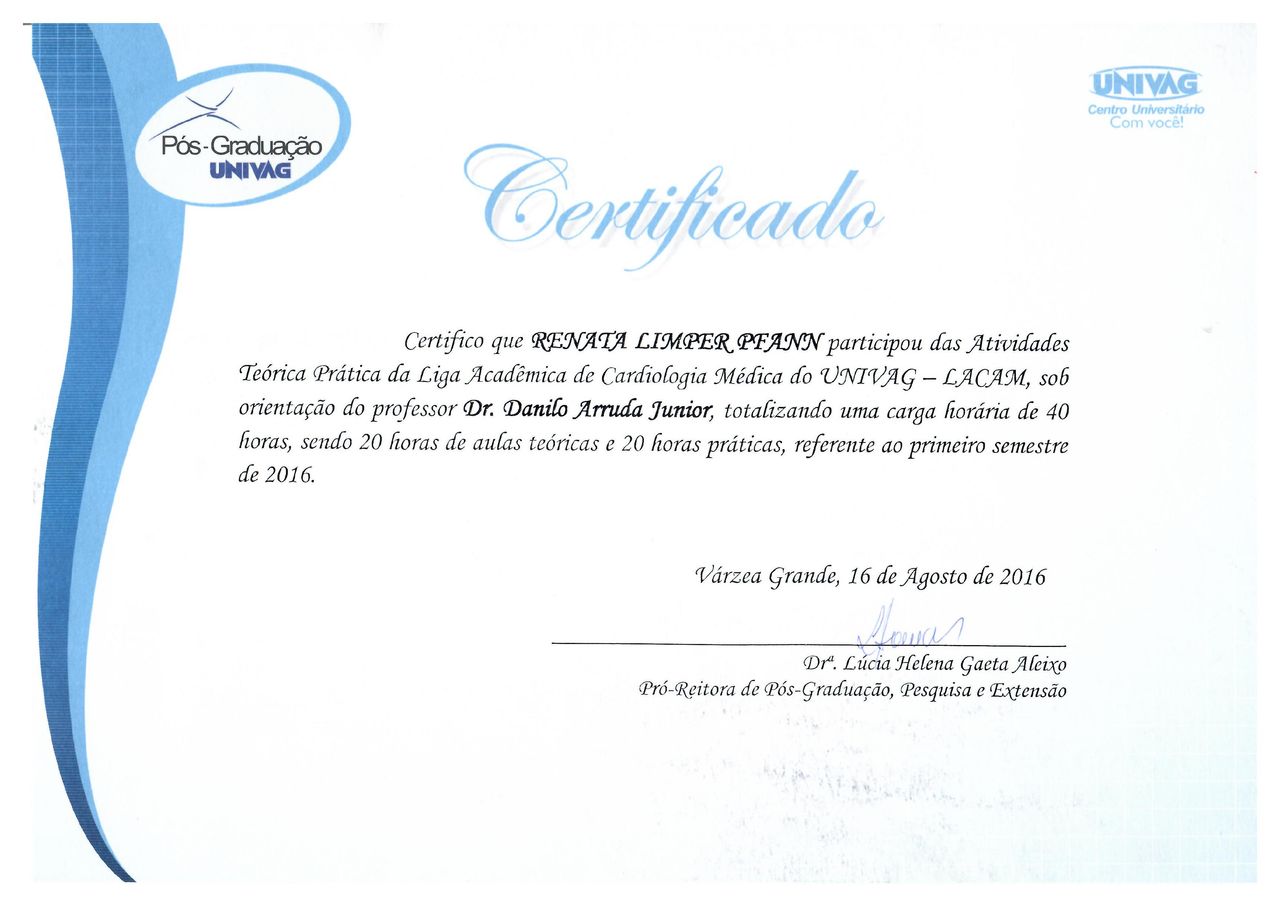 Pós-Graduação
UNIVAG
UNIVAG
Centro Universitário
Com você!
Certificado
Certifico que RENATA LIMPER PFANN participou das Atividades
Teórica Prática da Liga Acadêmica de Cardiologia Médica do UNIVAG – LACAM, sob
orientação do professor Dr. Danilo Arruda Junior, totalizando uma carga horária de 40
horas, sendo 20 horas de aulas teóricas e 20 horas práticas, referente ao primeiro semestre
de 2016.
Várzea Grande, 16 de Agosto de 2016
Drª. Lúcia Helena Gaeta Aleixo
Pró-Reitora de Pós-Graduação, Pesquisa e Extensão